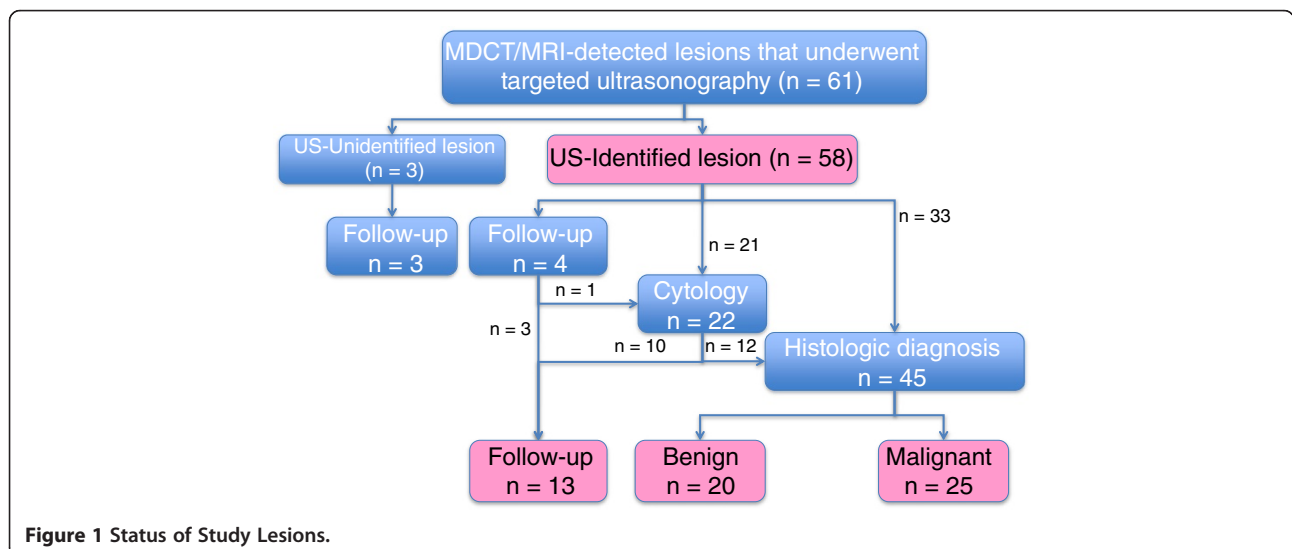 MDCT/MRI-detected lesions that underwent
targeted ultrasonography (n = 61)
US-Unidentified lesion
(n = 3)
US-Identified lesion (n = 58)
n = 33
Follow-up
n = 3
Follow-up
n = 4
n = 21
n = 1
Cytology
n = 22
n = 3
n = 10
n = 12
Histologic diagnosis
n = 45
Follow-up
n = 13
Benign
n = 20
Malignant
n = 25
Figure 1 Status of Study Lesions.